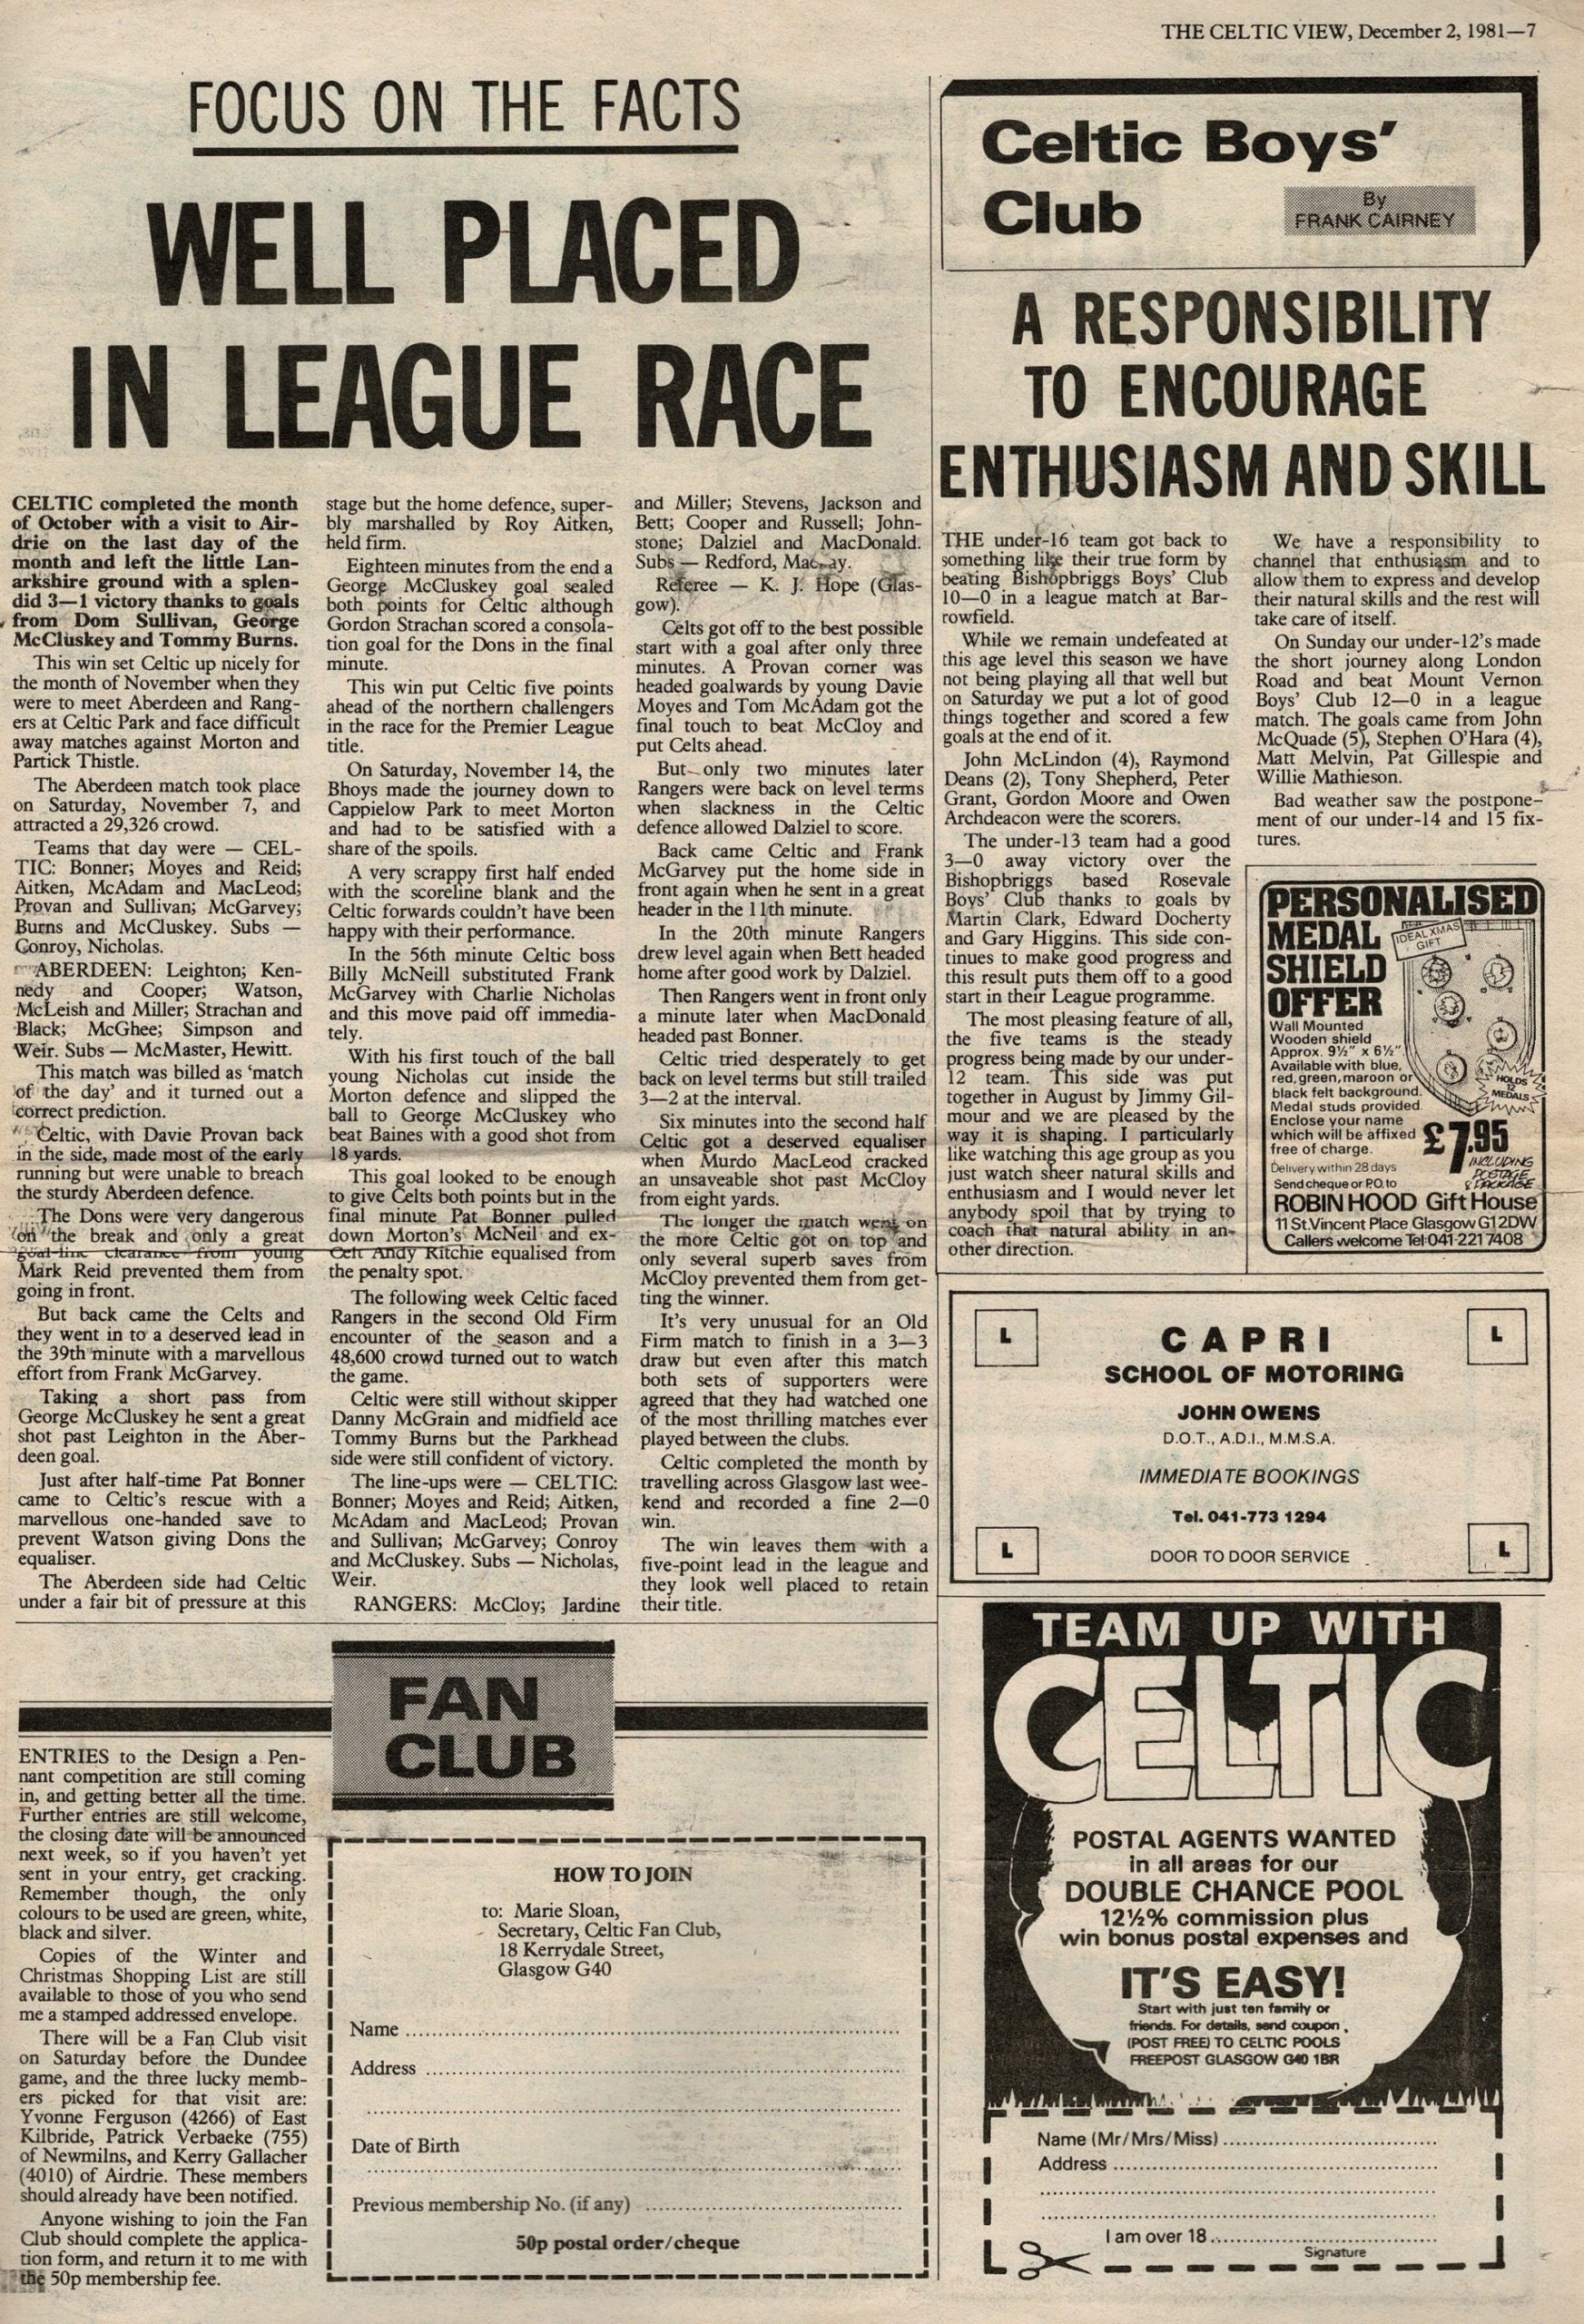 THE CELTIC VIEW, December 2, 1981—7
FOCUS ON THE FACTS
WELL PLACED
IN LEAGUE RACE
CELTIC completed the month
of October with a visit to Air-
drie on the last day of the
month and left the little Lan-
arkshire ground with a splen-
did 3—1 victory thanks to goals
from Dom Sullivan, George
McCluskey and Tommy Burns.
This win set Celtic up nicely for
the month of November when they
were to meet Aberdeen and Rang-
ers at Celtic Park and face difficult
away matches against Morton and
Partick Thistle.
The Aberdeen match took place
on Saturday, November 7, and
attracted a 29,326 crowd.
Teams that day were — CEL-
TIC: Bonner; Moyes and Reid;
Aitken, McAdam and MacLeod;
Provan and Sullivan; McGarvey;
Burns and McCluskey. Subs —
Conroy, Nicholas.
ABERDEEN: Leighton; Ken-
nedy and Cooper; Watson,
McLeish and Miller; Strachan and
Black; McGhee; Simpson and
Weir. Subs — McMaster, Hewitt.
This match was billed as ‘match
of the day’ and it turned out a
correct prediction.
Celtic, with Davie Provan back
in the side, made most of the early
running but were unable to breach
the sturdy Aberdeen defence.
The Dons were very dangerous
on the break and only a great
goal-line clearance from young
Mark Reid prevented them from
going in front.
But back came the Celts and
they went in to a deserved lead in
the 39th minute with a marvellous
effort from Frank McGarvey.
Taking a short pass from
George McCluskey he sent a great
shot past Leighton in the Aber-
deen goal.
Just after half-time Pat Bonner
came to Celtic's rescue with a
marvellous one-handed save to
prevent Watson giving Dons the
equaliser.
The Aberdeen side had Celtic
under a fair bit of pressure at this
stage but the home defence, super-
bly marshalled by Roy Aitken,
held firm.
Eighteen minutes from the end a
George McCluskey goal sealed
both points for Celtic although
Gordon Strachan scored a consola-
tion goal for the Dons in the final
minute.
This win put Celtic five points
ahead of the northern challengers
in the race for the Premier League
title.
On Saturday, November 14, the
Bhoys made the journey down to
Cappielow Park to meet Morton
and had to be satisfied with a
share of the spoils.
A very scrappy first half ended
with the scoreline blank and the
Celtic forwards couldn't have been
happy with their performance.
In the 56th minute Celtic boss
Billy McNeill substituted Frank
McGarvey with Charlie Nicholas
and this move paid off immedia-
tely.
With his first touch of the ball
young Nicholas cut inside the
Morton defence and slipped the
ball to George McCluskey who
beat Baines with a good shot from
18 yards.
This goal looked to be enough
to give Celts both points but in the
final minute Pat Bonner pulled
down Morton's McNeil and ex-
Celt Andy Ritchie equalised from
the penalty spot.
The following week Celtic faced
Rangers in the second Old Firm
encounter of the season and a
48,600 crowd turned out to watch
the game.
Celtic were still without skipper
Danny McGrain and midfield ace
Tommy Burns but the Parkhead
side were still confident of victory.
The line-ups were — CELTIC:
Bonner; Moyes and Reid; Aitken,
McAdam and MacLeod; Provan
and Sullivan; McGarvey; Conroy
and McCluskey. Subs — Nicholas,
Weir.
RANGERS: McCloy; Jardine
and Miller; Stevens, Jackson and
Bett; Cooper and Russell; John-
stone; Dalziel and MacDonald.
Subs — Redford, Mackay.
Referee — K. J. Hope (Glas-
gow).
Celts got off to the best possible
start with a goal after only three
minutes. A Provan corner was
headed goalwards by young Davie
Moyes and Tom McAdam got the
final touch to beat McCloy and
put Celts ahead.
But only two minutes later
Rangers were back on level terms
when slackness in the Celtic
defence allowed Dalziel to score.
Back came Celtic and Frank
McGarvey put the home side in
front again when he sent in a great
header in the 11th minute.
In the 20th minute Rangers
drew level again when Bett headed
home after good work by Dalziel.
Then Rangers went in front only
a minute later when MacDonald
headed past Bonner.
Celtic tried desperately to get
back on level terms but still trailed
3—2 at the interval.
Six minutes into the second half
Celtic got a deserved equaliser
when Murdo MacLeod cracked
an unsaveable shot past McCloy
from eight yards.
The longer the match went on
the more Celtic got on top and
only several superb saves from
McCloy prevented them from get-
ting the winner.
It's very unusual for an Old
Firm match to finish in a 3—3
draw but even after this match
both sets of supporters were
agreed that they had watched one
of the most thrilling matches ever
played between the clubs.
Celtic completed the month by
travelling across Glasgow last wee-
kend and recorded a fine 2—0
win.
The win leaves them with a
five-point lead in the league and
they look well placed to retain
their title.
Celtic Boys'
Club
By
FRANK CAIRNEY
A RESPONSIBILITY
TO ENCOURAGE
ENTHUSIASM AND SKILL
THE under-16 team got back to
something like their true form by
beating Bishopbriggs Boys' Club
10—0 in a league match at Bar-
rowfield.
While we remain undefeated at
this age level this season we have
not being playing all that well but
on Saturday we put a lot of good
things together and scored a few
goals at the end of it.
John McLindon (4), Raymond
Deans (2), Tony Shepherd, Peter
Grant, Gordon Moore and Owen
Archdeacon were the scorers.
The under-13 team had a good
3—0 away victory over the
Bishopbriggs based Rosevale
Boys' Club thanks to goals by
Martin Clark, Edward Docherty
and Gary Higgins. This side con-
tinues to make good progress and
this result puts them off to a good
start in their League programme.
The most pleasing feature of all,
the five teams is the steady
progress being made by our under-
12 team. This side was put
together in August by Jimmy Gil-
mour and we are pleased by the
way it is shaping. I particularly
like watching this age group as you
just watch sheer natural skills and
enthusiasm and I would never let
anybody spoil that by trying to
coach that natural ability in an-
other direction.
We have a responsibility to
channel that enthusiasm and to
allow them to express and develop
their natural skills and the rest will
take care of itself.
On Sunday our under-12's made
the short journey along London
Road and beat Mount Vernon
Boys' Club 12—0 in a league
match. The goals came from John
McQuade (5), Stephen O'Hara (4),
Matt Melvin, Pat Gillespie and
Willie Mathieson.
Bad weather saw the postpone-
ment of our under-14 and 15 fix-
tures.
PERSONALISED
MEDAL
SHIELD
OFFER
IDEAL XMAS
GIFT
Wall Mounted
Wooden shield
Approx. 9½" x 6½".
Available with blue,
red, green, maroon or
black felt background.
Medal studs provided.
Enclose your name
which will be affixed
free of charge.
HOLDS
12
MEDALS
£7.95
INCLUDING
POSTAGE
& PACKAGE
Delivery within 28 days
Send cheque or P.O. to
ROBIN HOOD Gift House
11 St. Vincent Place Glasgow G1 2DW
Callers welcome Tel: 041-221 7408
L
L
CAPRI
SCHOOL OF MOTORING
JOHN OWENS
D.O.T., A.D.I., M.M.S.A.
IMMEDIATE BOOKINGS
Tel. 041-773 1294
DOOR TO DOOR SERVICE
L
L
FAN
CLUB
ENTRIES to the Design a Pen-
nant competition are still coming
in, and getting better all the time.
Further entries are still welcome,
the closing date will be announced
next week, so if you haven't yet
sent in your entry, get cracking.
Remember though, the only
colours to be used are green, white,
black and silver.
Copies of the Winter and
Christmas Shopping List are still
available to those of you who send
me a stamped addressed envelope.
There will be a Fan Club visit
on Saturday before the Dundee
game, and the three lucky memb-
ers picked for that visit are:
Yvonne Ferguson (4266) of East
Kilbride, Patrick Verbaeke (755)
of Newmilns, and Kerry Gallacher
(4010) of Airdrie. These members
should already have been notified.
Anyone wishing to join the Fan
Club should complete the applica-
tion form, and return it to me with
the 50p membership fee.
HOW TO JOIN
to: Marie Sloan,
Secretary, Celtic Fan Club,
18 Kerrydale Street,
Glasgow G40
Name
Address
Date of Birth
Previous membership No. (if any)
50p postal order/cheque
TEAM UP WITH
CELTIC
POSTAL AGENTS WANTED
in all areas for our
DOUBLE CHANCE POOL
12½% commission plus
win bonus postal expenses and
IT'S EASY!
Start with just ten family or
friends. For details, send coupon
(POST FREE) TO CELTIC POOLS
FREEPOST GLASGOW G40 1BR
Name (Mr/Mrs/Miss)
Address
I am over 18
Signature